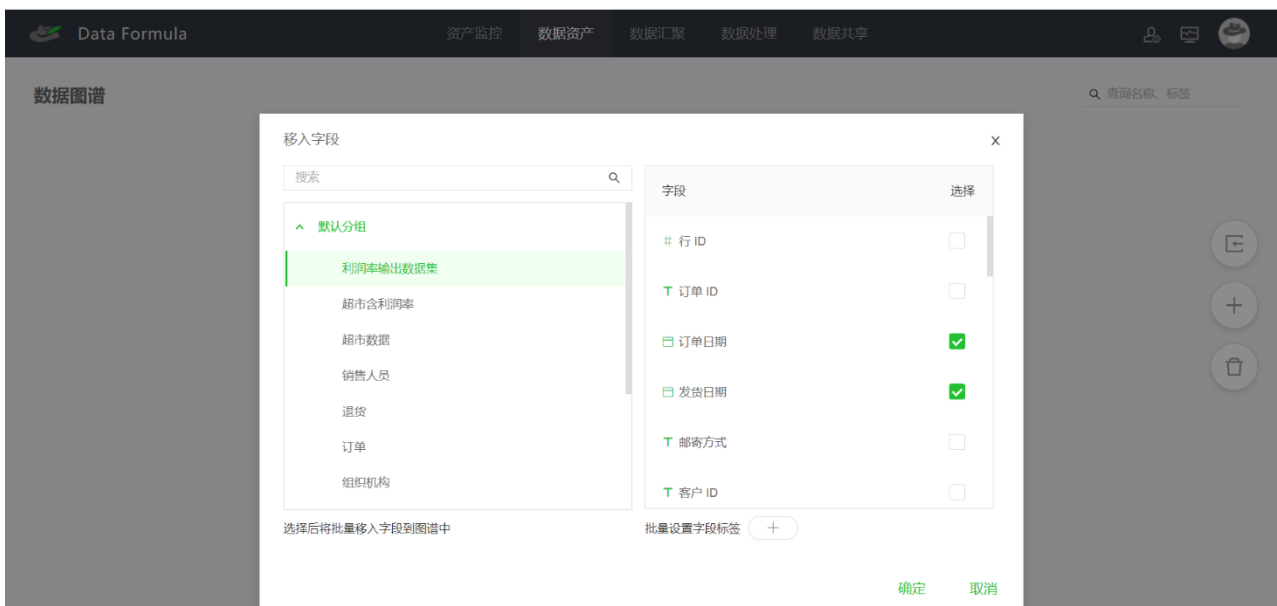 Data Formula 资产监控 数据资产 数据汇聚 数据处理 数据共享
数据图谱
查询名称、标签
移入字段 x
搜索
字段 选择
默认分组
利润率输出数据集
超市含利润率
超市数据
销售人员
退货
订单
组织机构
# 行 ID
T 订单 ID
订单日期
发货日期
T 邮寄方式
T 客户 ID
选择后将批量移入字段到图谱中
批量设置字段标签 +
确定 取消